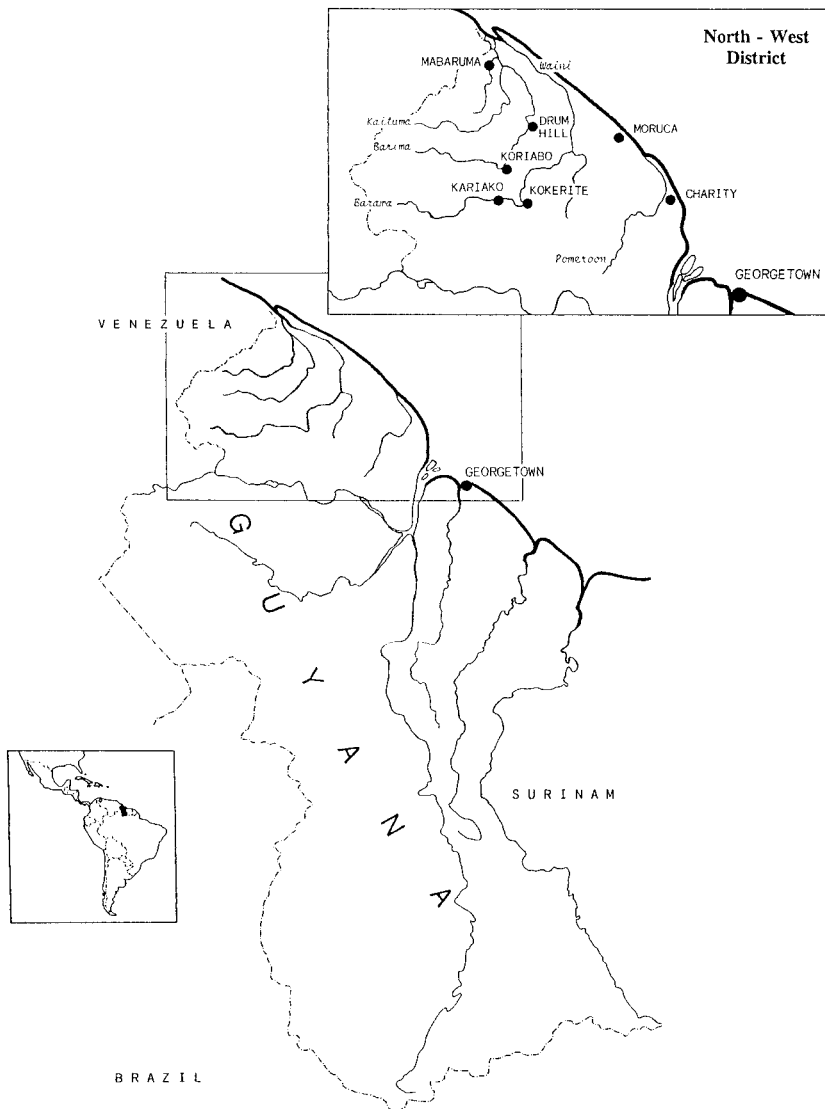 North - West
District
MABARUMA
Waini
Kaituma
DRUM
HILL
MORUCA
Barima
KORIABO
KARIAKO
KOKERITE
Barama
CHARITY
Pomeroon
GEORGETOWN
VENEZUELA
GEORGETOWN
GUYANA
SURINAM
BRAZIL